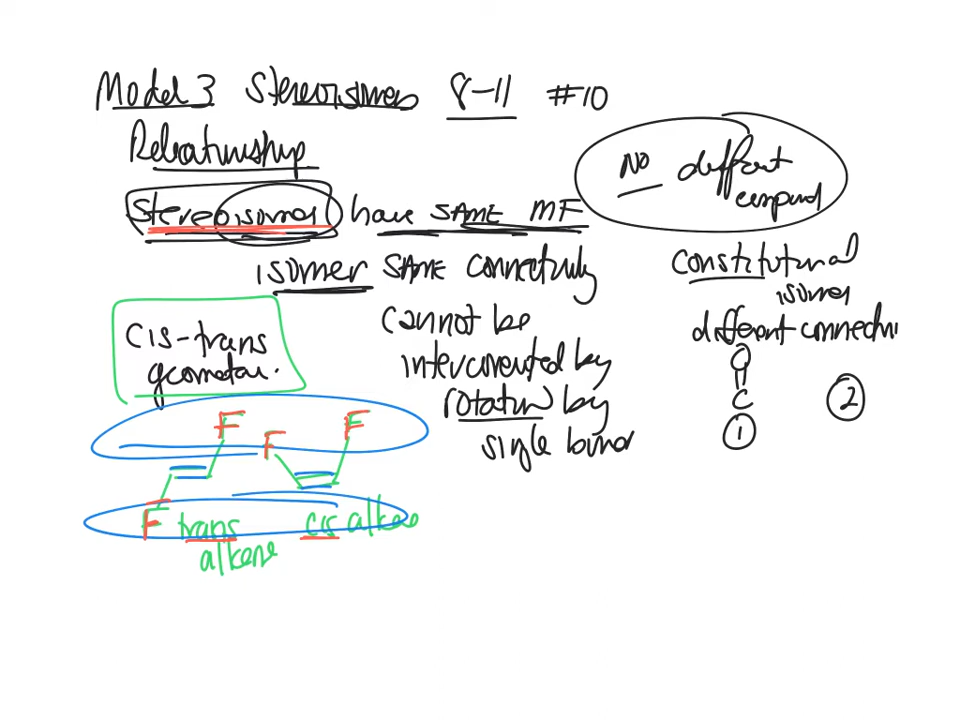 Model 3 Stereoisomers 8-11 #10
Relationship
NO different
compound
Stereoisomer have SAME MF
isomer SAME connectivity
constitutional
isomer
different connectivi
cis-trans
geometar.
cannot be
interconverted by
rotation by
single bond
O
C
1
2
F F F
F trans cis alkene
alkene